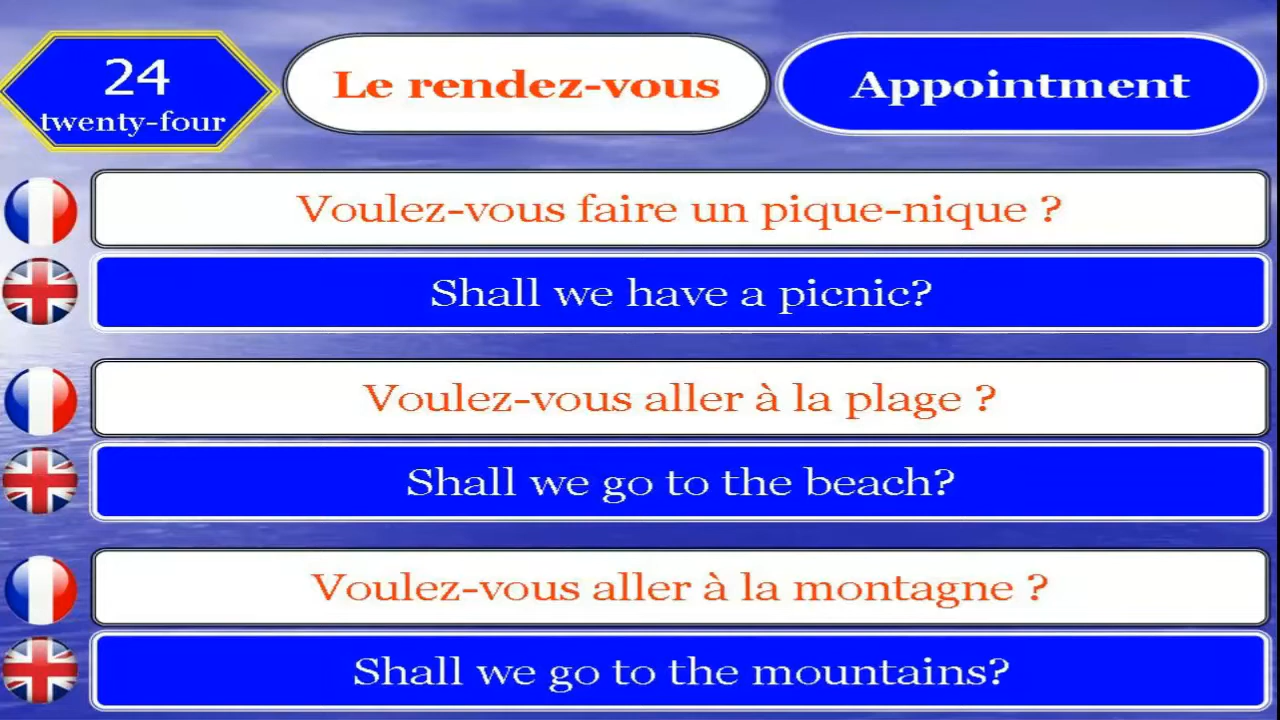 24
twenty-four
Le rendez-vous
Appointment
Voulez-vous faire un pique-nique ?
Shall we have a picnic?
Voulez-vous aller à la plage ?
Shall we go to the beach?
Voulez-vous aller à la montagne ?
Shall we go to the mountains?